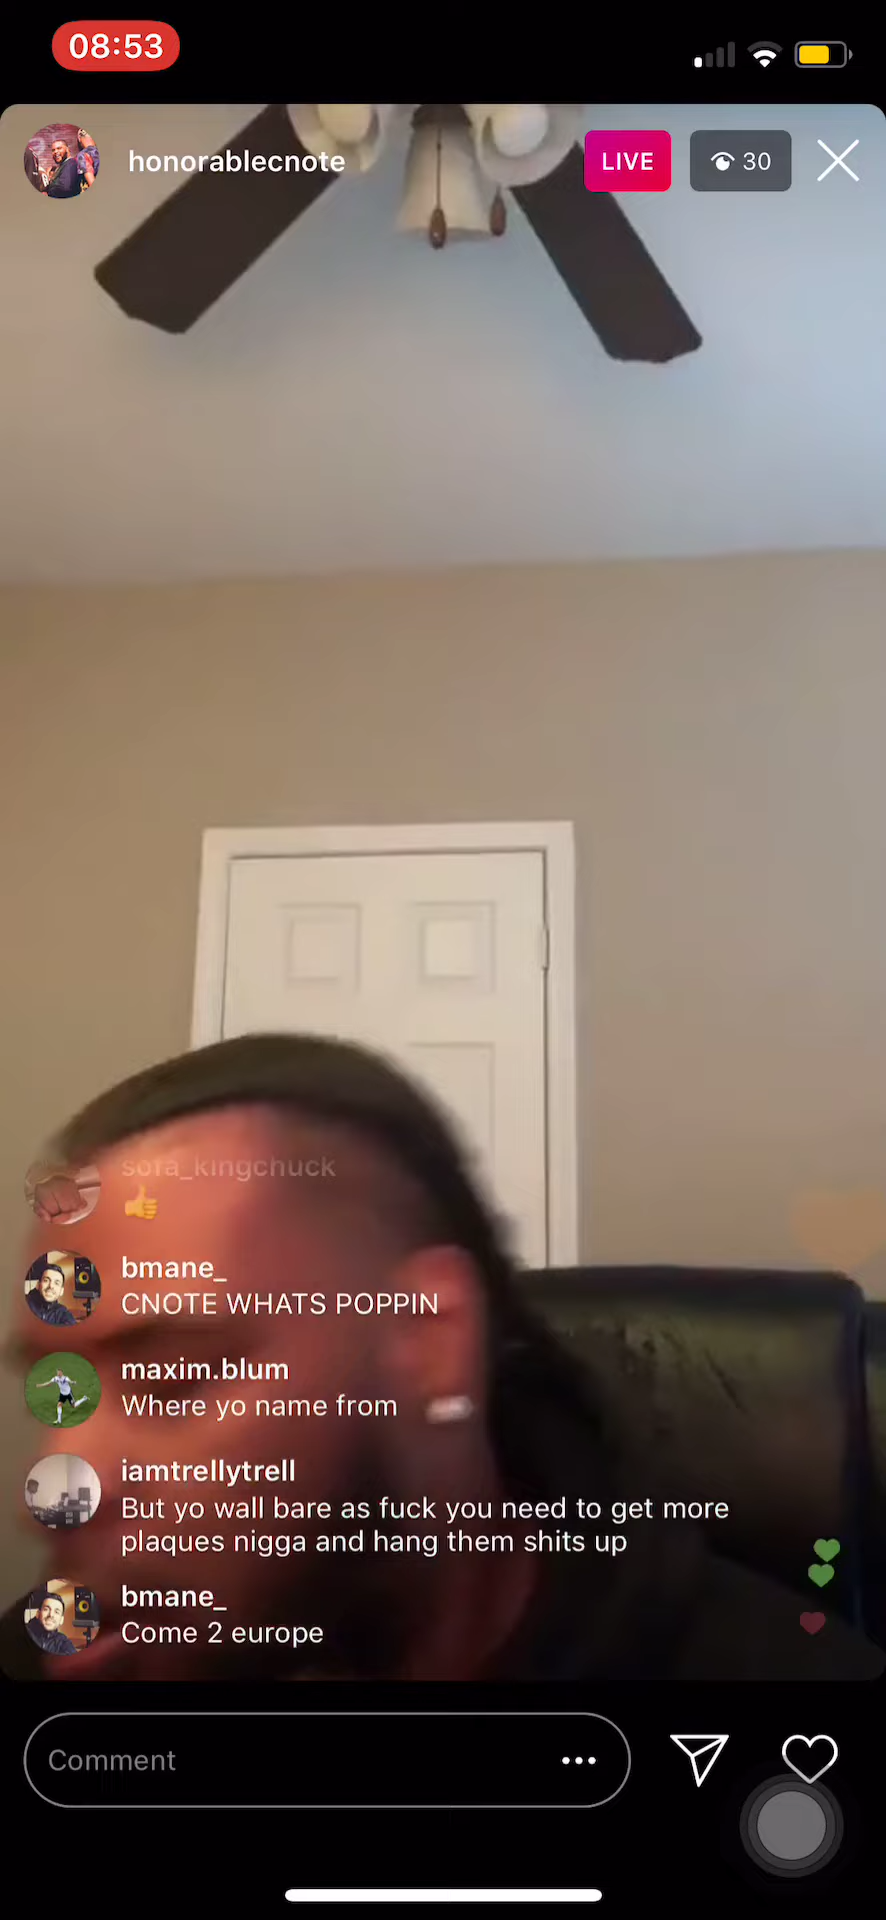 08:53
honorablecnote
LIVE
30
sofa_kingchuck
👍
bmane_
CNOTE WHATS POPPIN
maxim.blum
Where yo name from
iamtrellytrell
But yo wall bare as fuck you need to get more
plaques nigga and hang them shits up
bmane_
Come 2 europe
Comment